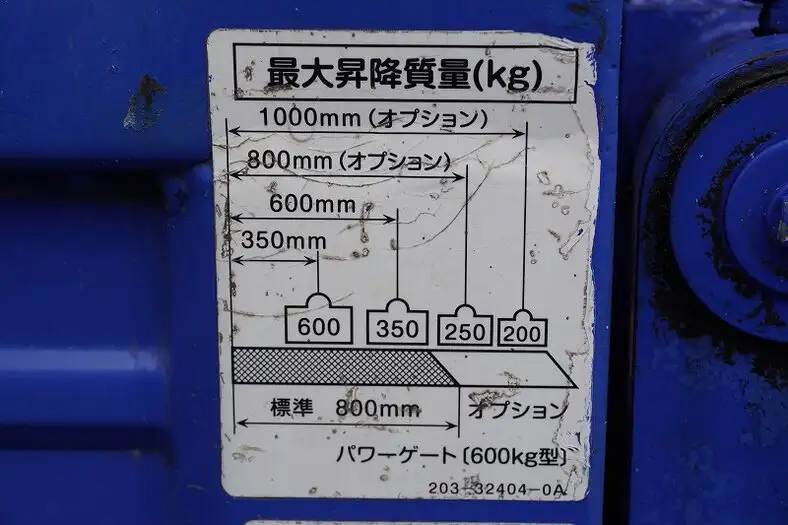 最大昇降質量(kg)
1000mm(オプション)
800mm(オプション)
600mm
350mm
600 350 250 200
標準 800mm オプション
パワーゲート〔600kg型〕
203-32404-0A